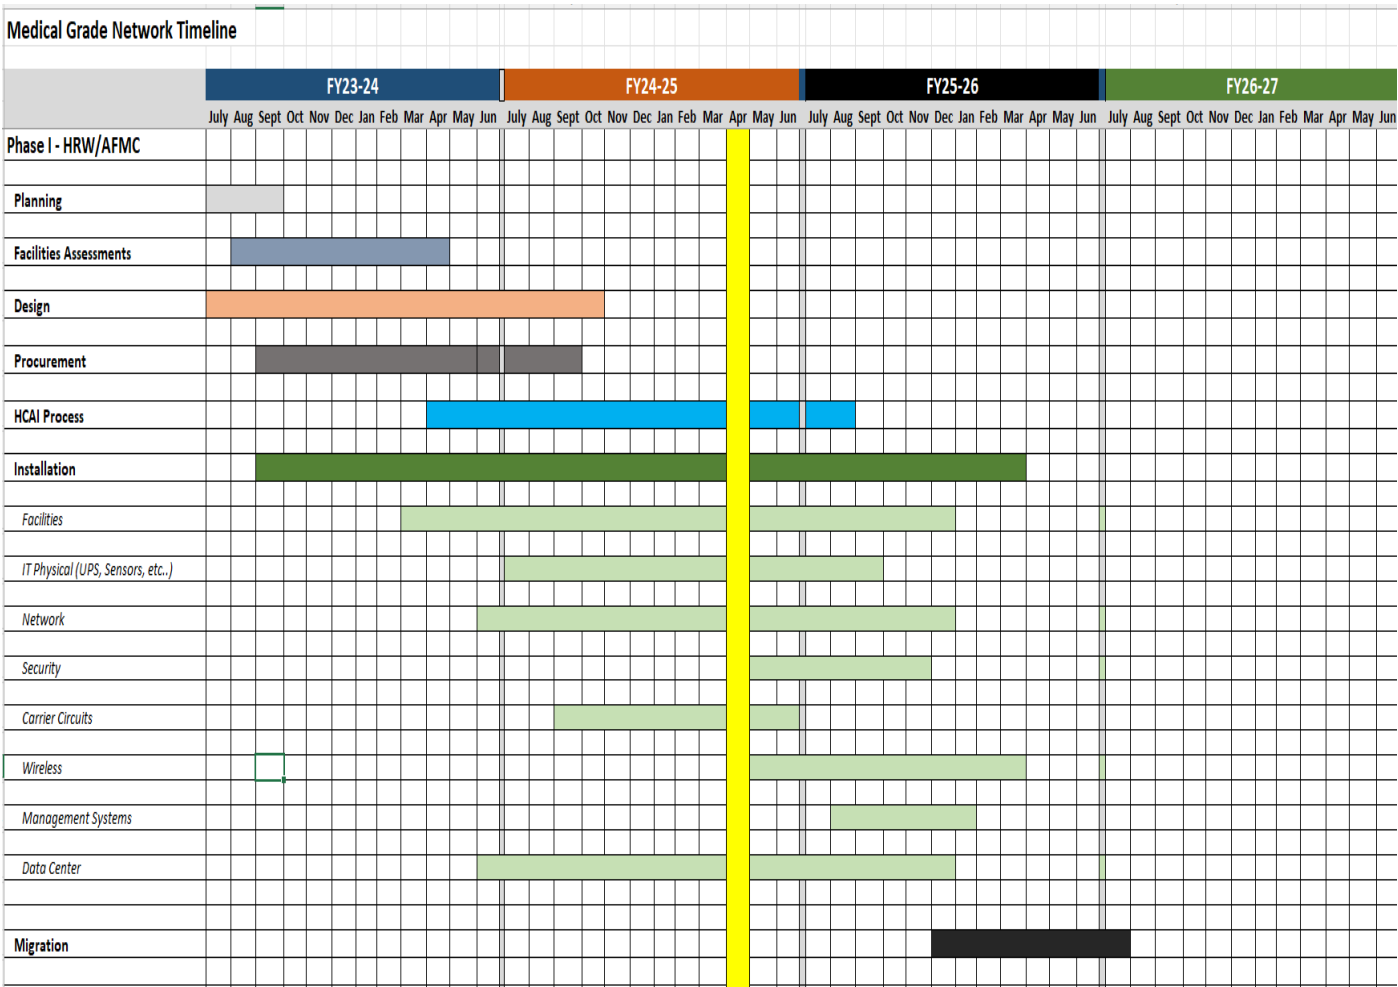 Medical Grade Network Timeline
FY23-24 FY24-25 FY25-26 FY26-27
July Aug Sept Oct Nov Dec Jan Feb Mar Apr May Jun July Aug Sept Oct Nov Dec Jan Feb Mar Apr May Jun July Aug Sept Oct Nov Dec Jan Feb Mar Apr May Jun July Aug Sept Oct Nov Dec Jan Feb Mar Apr May Jun
Phase I - HRW/AFMC
Planning
Facilities Assessments
Design
Procurement
HCAI Process
Installation
Facilities
IT Physical (UPS, Sensors, etc..)
Network
Security
Carrier Circuits
Wireless
Management Systems
Data Center
Migration